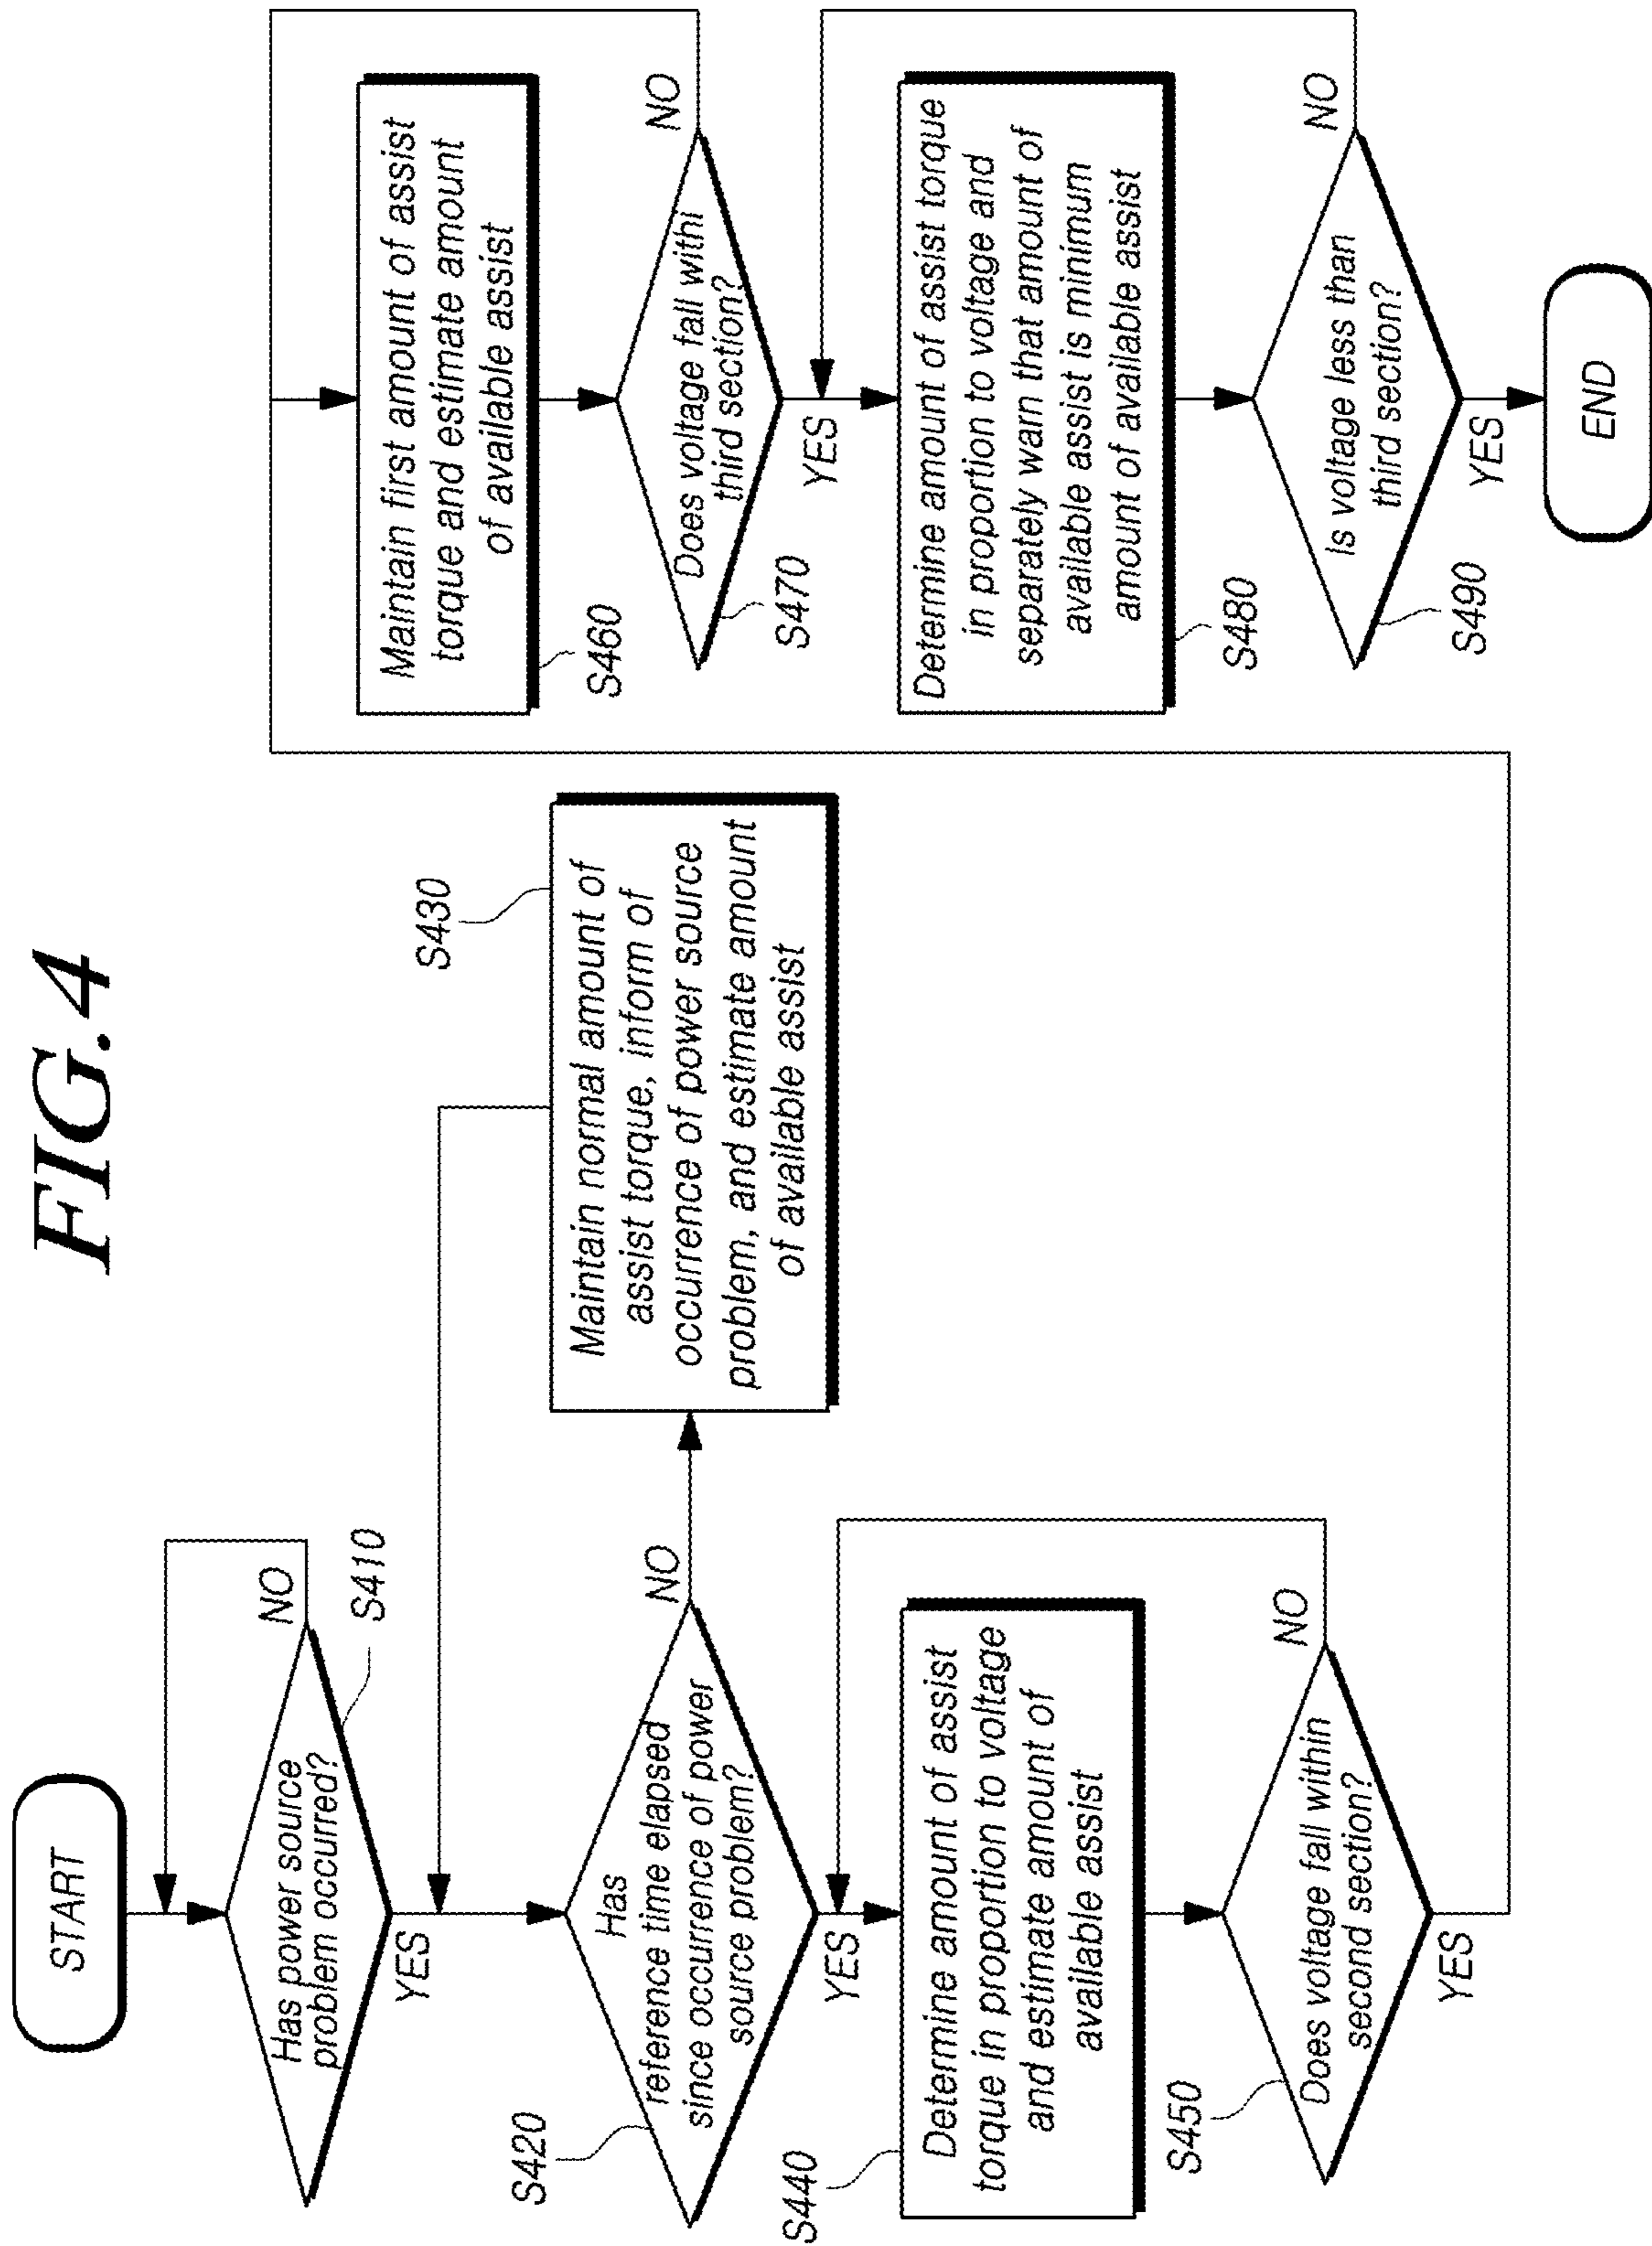 FIG.4
START
Has power source
problem occurred?
NO
S410
YES
Has
reference time elapsed
since occurrence of power
source problem?
NO
S420
YES
Maintain normal amount of
assist torque, inform of
occurrence of power source
problem, and estimate amount
of available assist
S430
Determine amount of assist
torque in proportion to voltage
and estimate amount of
available assist
S440
Does voltage fall within
second section?
NO
S450
YES
Maintain first amount of assist
torque and estimate amount
of available assist
S460
Does voltage fall withi
third section?
NO
S470
YES
Determine amount of assist torque
in proportion to voltage and
separately warn that amount of
available assist is minimum
amount of available assist
S480
Is voltage less than
third section?
NO
S490
YES
END